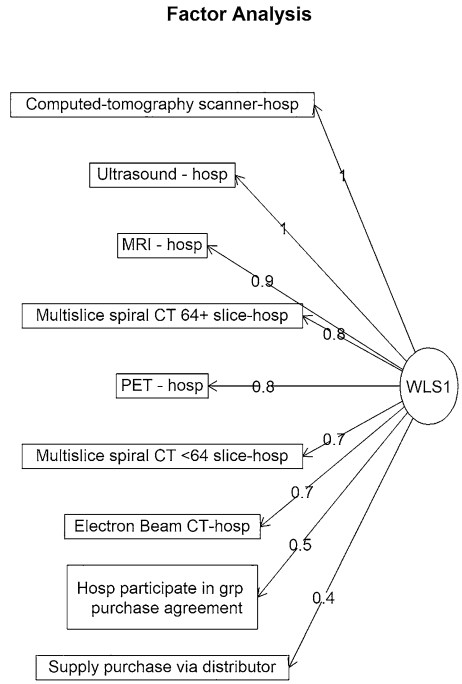 Factor Analysis
Computed-tomography scanner-hosp
1
Ultrasound - hosp
1
MRI - hosp
0.9
Multislice spiral CT 64+ slice-hosp
0.8
PET - hosp
0.8
WLS1
0.7
Multislice spiral CT <64 slice-hosp
0.7
Electron Beam CT-hosp
0.5
Hosp participate in grp
purchase agreement
0.4
Supply purchase via distributor